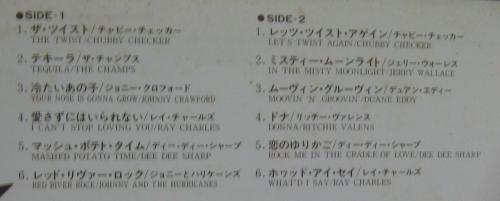 ●SIDE-1
1. ザ・ツイスト/チャビー・チェッカー
THE TWIST/CHUBBY CHECKER
2. テキーラ/ザ・チャンプス
TEQUILA/THE CHAMPS
3. 冷たいあの子/ジョニー・クロフォード
YOUR NOSE IS GONNA GROW/JOHNNY CRAWFORD
4. 愛さずにはいられない/レイ・チャールズ
I CAN'T STOP LOVING YOU/RAY CHARLES
5. マッシュ・ポテト・タイム/ディー・ディー・シャープ
MASHED POTATO TIME/DEE DEE SHARP
6. レッド・リヴァー・ロック/ジョニーとハリケーンズ
RED RIVER ROCK/JOHNNY AND THE HURRICANES
●SIDE-2
1. レッツ・ツイスト・アゲイン/チャビー・チェッカー
LET'S TWIST AGAIN/CHUBBY CHECKER
2. ミスティー・ムーンライト/ジェリー・ウォーレス
IN THE MISTY MOONLIGHT/JERRY WALLACE
3. ムーヴィン・グルーヴィン/デュアン・エディー
MOOVIN' 'N' GROOVIN'/DUANE EDDY
4. ドナ/リッチー・ヴァレンス
DONNA/RITCHIE VALENS
5. 恋のゆりかご/ディー・ディー・シャープ
ROCK ME IN THE CRADLE OF LOVE/DEE DEE SHARP
6. ホワッド・アイ・セイ/レイ・チャールズ
WHAT'D I SAY/RAY CHARLES